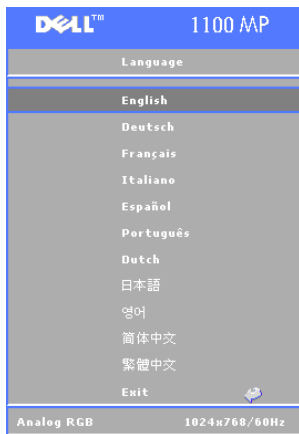 DELL™ 1100 MP
Language
English
Deutsch
Français
Italiano
Español
Português
Dutch
日本語
영어
简体中文
繁體中文
Exit
Analog RGB 1024x768/60Hz